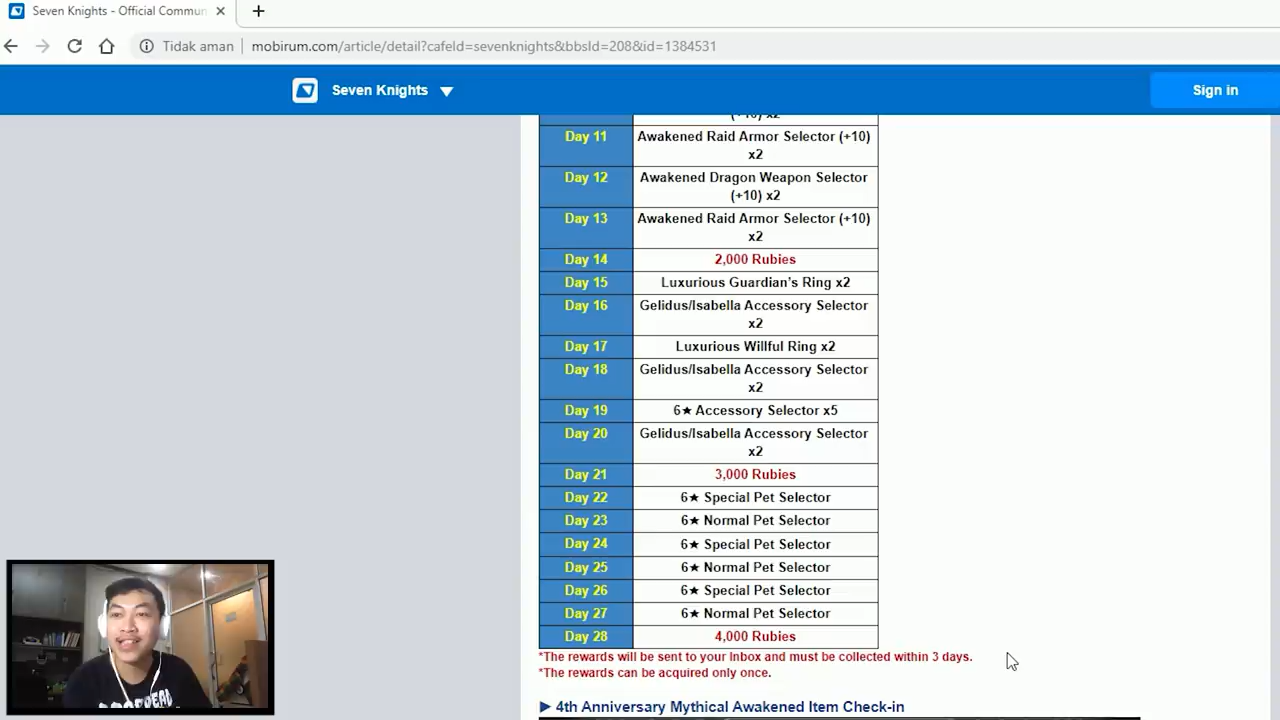 Seven Knights - Official Commun
Tidak aman
mobirum.com/article/detail?cafeId=sevenknights&bbsId=208&id=1384531
Seven Knights
Sign in
(+10) x2
Day 11 Awakened Raid Armor Selector (+10)
x2
Day 12 Awakened Dragon Weapon Selector
(+10) x2
Day 13 Awakened Raid Armor Selector (+10)
x2
Day 14 2,000 Rubies
Day 15 Luxurious Guardian's Ring x2
Day 16 Gelidus/Isabella Accessory Selector
x2
Day 17 Luxurious Willful Ring x2
Day 18 Gelidus/Isabella Accessory Selector
x2
Day 19 6★ Accessory Selector x5
Day 20 Gelidus/Isabella Accessory Selector
x2
Day 21 3,000 Rubies
Day 22 6★ Special Pet Selector
Day 23 6★ Normal Pet Selector
Day 24 6★ Special Pet Selector
Day 25 6★ Normal Pet Selector
Day 26 6★ Special Pet Selector
Day 27 6★ Normal Pet Selector
Day 28 4,000 Rubies
*The rewards will be sent to your Inbox and must be collected within 3 days.
*The rewards can be acquired only once.
▶ 4th Anniversary Mythical Awakened Item Check-in